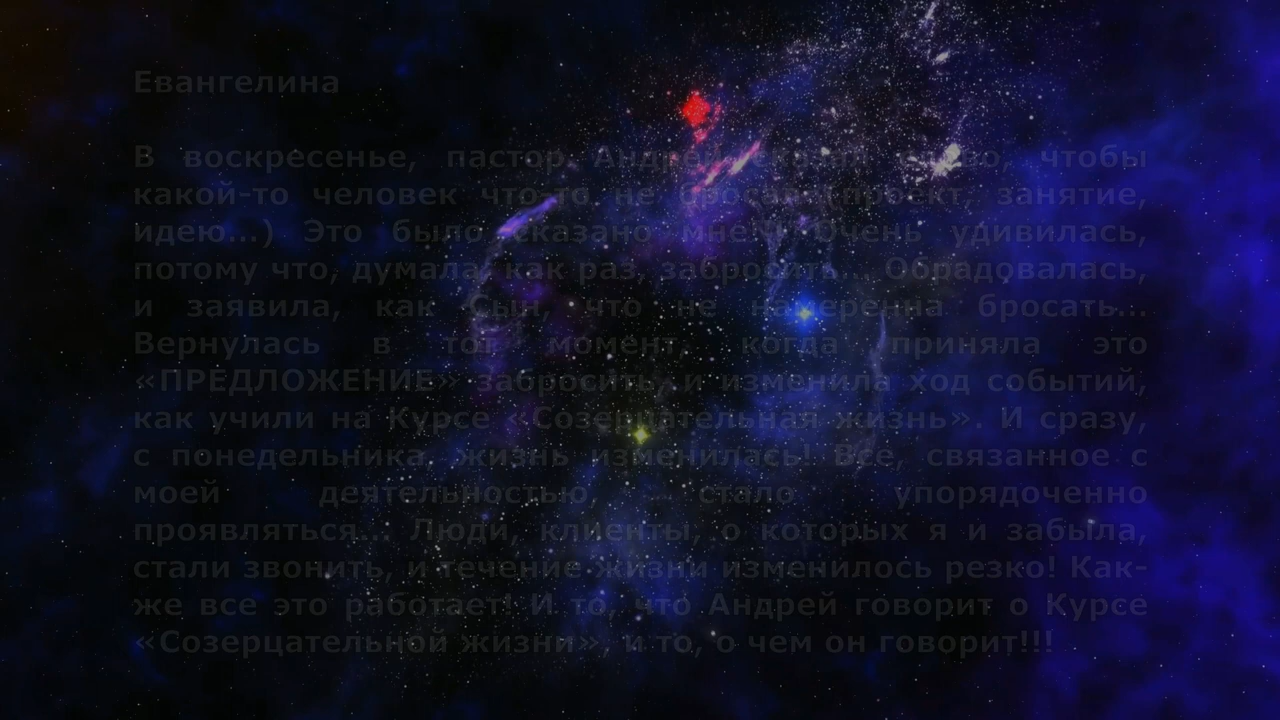 Евангелина
В воскресенье, пастор Андрей сказал слово, чтобы
какой-то человек что-то не бросал (проект, занятие,
идею...) Это было сказано мне! Очень удивилась,
потому что, думала, как раз, забросить. Обрадовалась,
и заявила, как бы, что не намеренна бросать...
Вернулась в тот момент, когда приняла это
«ПРЕДЛОЖЕНИЕ» забросить, и изменила ход событий,
как учили на Курсе «Созерцательная жизнь». И сразу,
с понедельника, жизнь изменилась! Все, связанное с
моей деятельностью, стало упорядоченно
проявляться... Люди, клиенты, о которых я и забыла,
стали звонить, и течение жизни изменилось резко! Как-
же все это работает! И то, что Андрей говорит о Курсе
«Созерцательной жизни», и то, о чем он говорит!!!